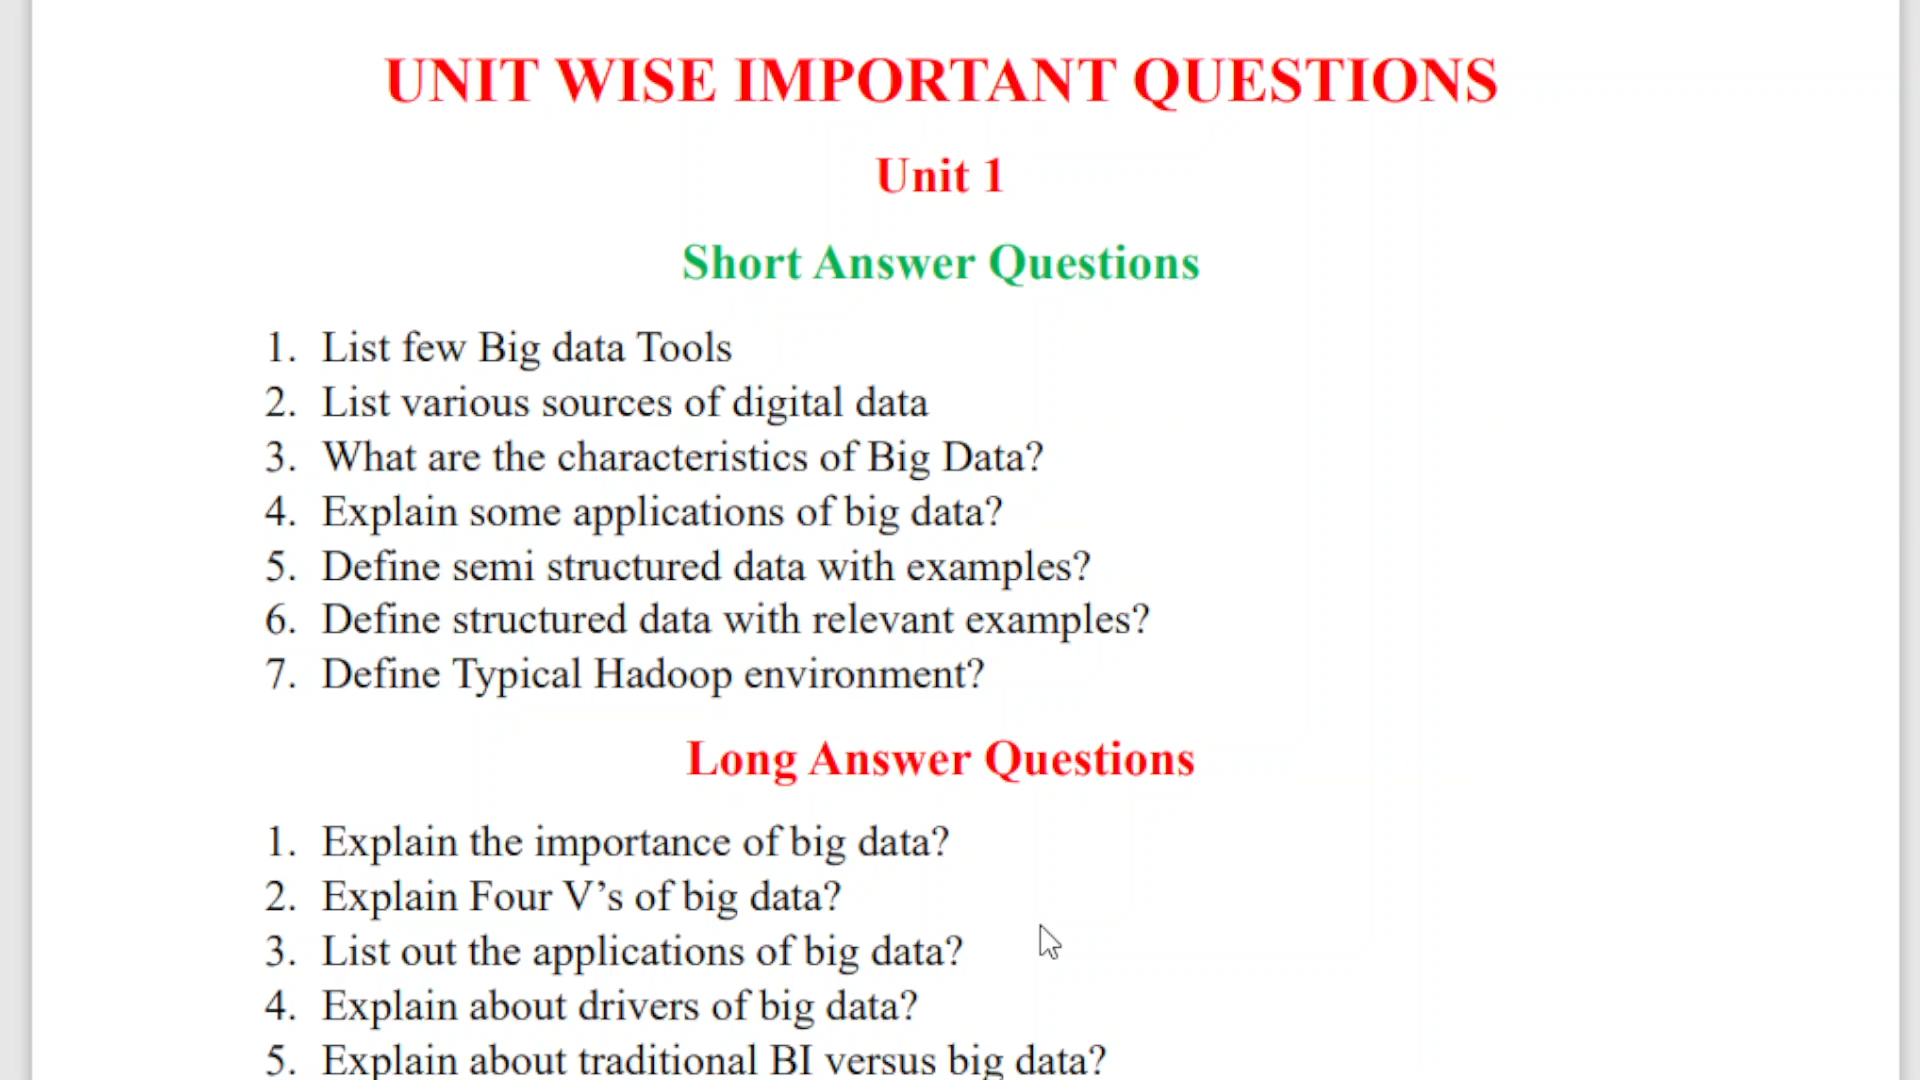 UNIT WISE IMPORTANT QUESTIONS
Unit 1
Short Answer Questions
1. List few Big data Tools
2. List various sources of digital data
3. What are the characteristics of Big Data?
4. Explain some applications of big data?
5. Define semi structured data with examples?
6. Define structured data with relevant examples?
7. Define Typical Hadoop environment?
Long Answer Questions
1. Explain the importance of big data?
2. Explain Four V’s of big data?
3. List out the applications of big data?
4. Explain about drivers of big data?
5. Explain about traditional BI versus big data?